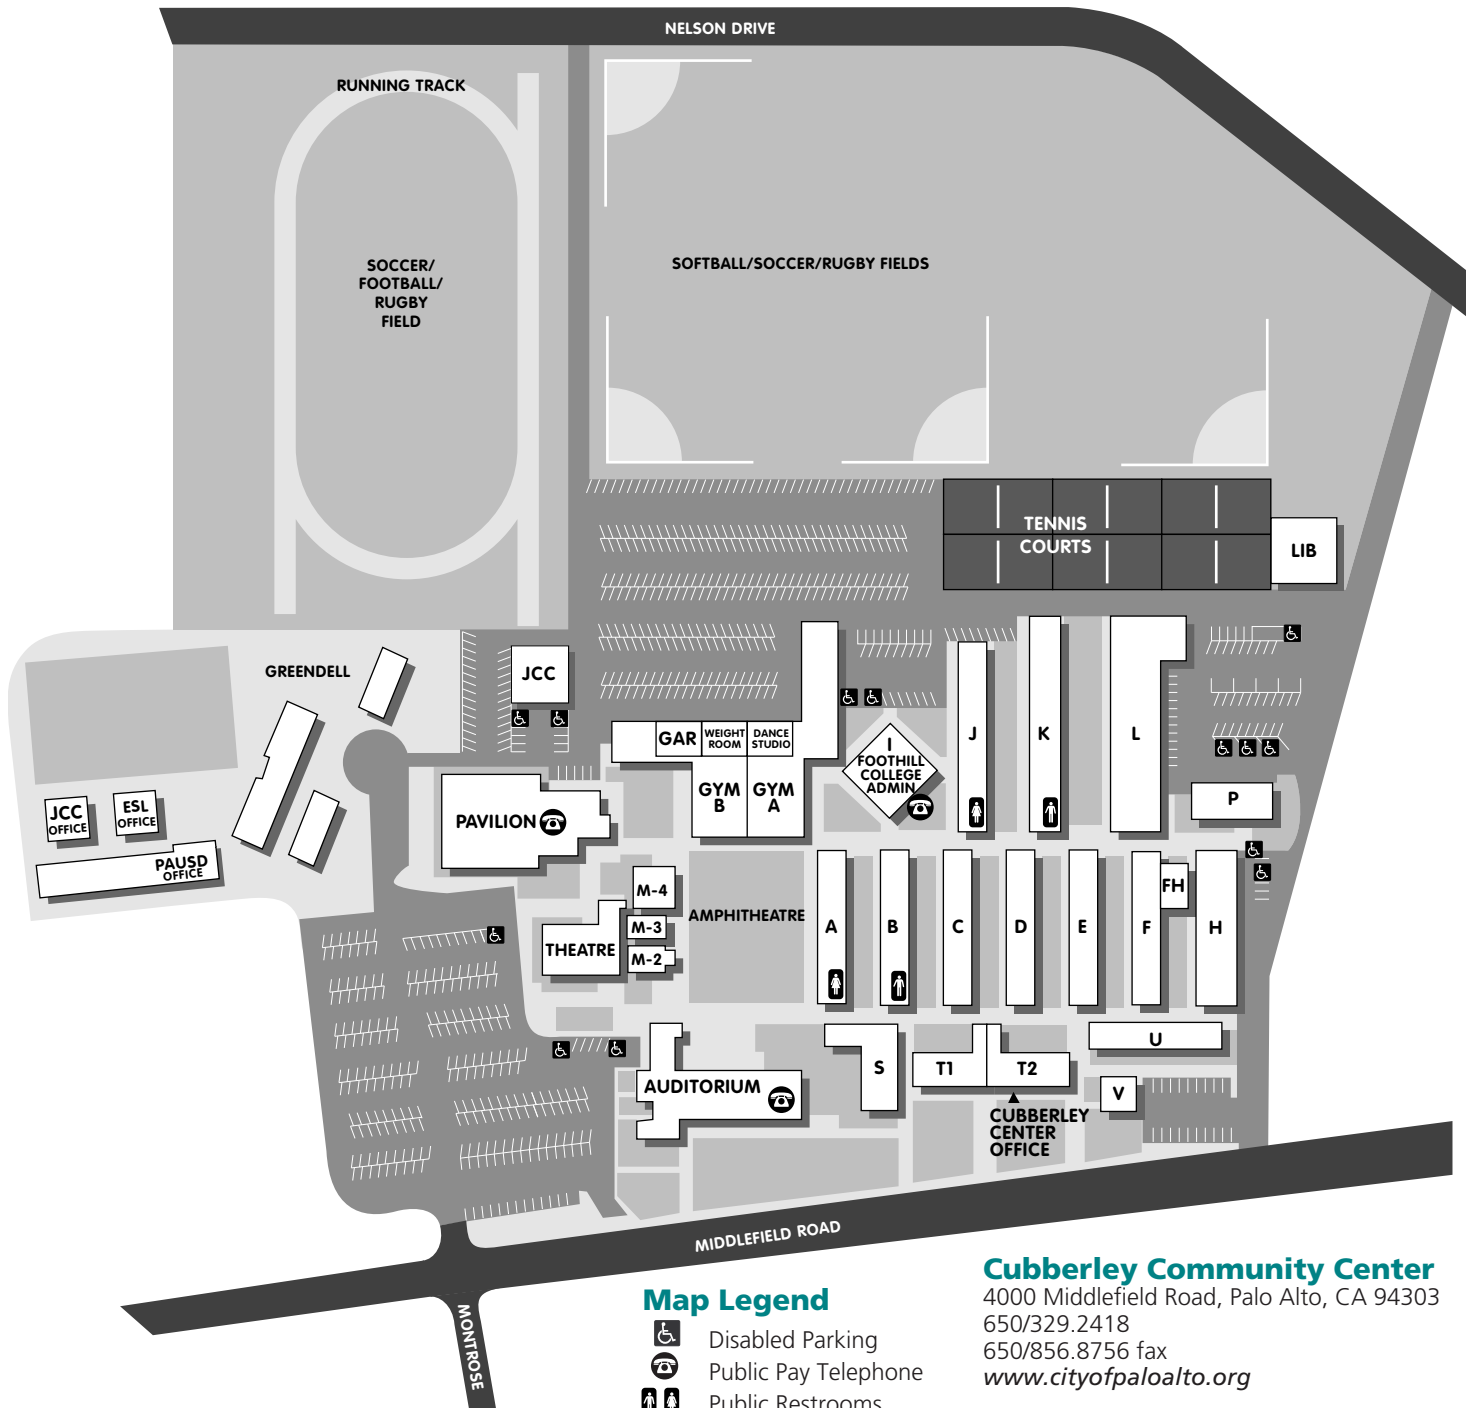 NELSON DRIVE
RUNNING TRACK
SOCCER/
FOOTBALL/
RUGBY
FIELD
SOFTBALL/SOCCER/RUGBY FIELDS
TENNIS
COURTS
LIB
GREENDELL
JCC
GAR
WEIGHT
ROOM
DANCE
STUDIO
GYM
B
GYM
A
I
FOOTHILL
COLLEGE
ADMIN
J
K
L
P
JCC
OFFICE
ESL
OFFICE
PAUSD
OFFICE
PAVILION
M-4
M-3
M-2
THEATRE
AMPHITHEATRE
A
B
C
D
E
F
FH
H
AUDITORIUM
S
T1
T2
U
V
CUBBERLEY
CENTER
OFFICE
MIDDLEFIELD ROAD
MONTROSE
Map Legend
Disabled Parking
Public Pay Telephone
Public Restrooms
Cubberley Community Center
4000 Middlefield Road, Palo Alto, CA 94303
650/329.2418
650/856.8756 fax
www.cityofpaloalto.org